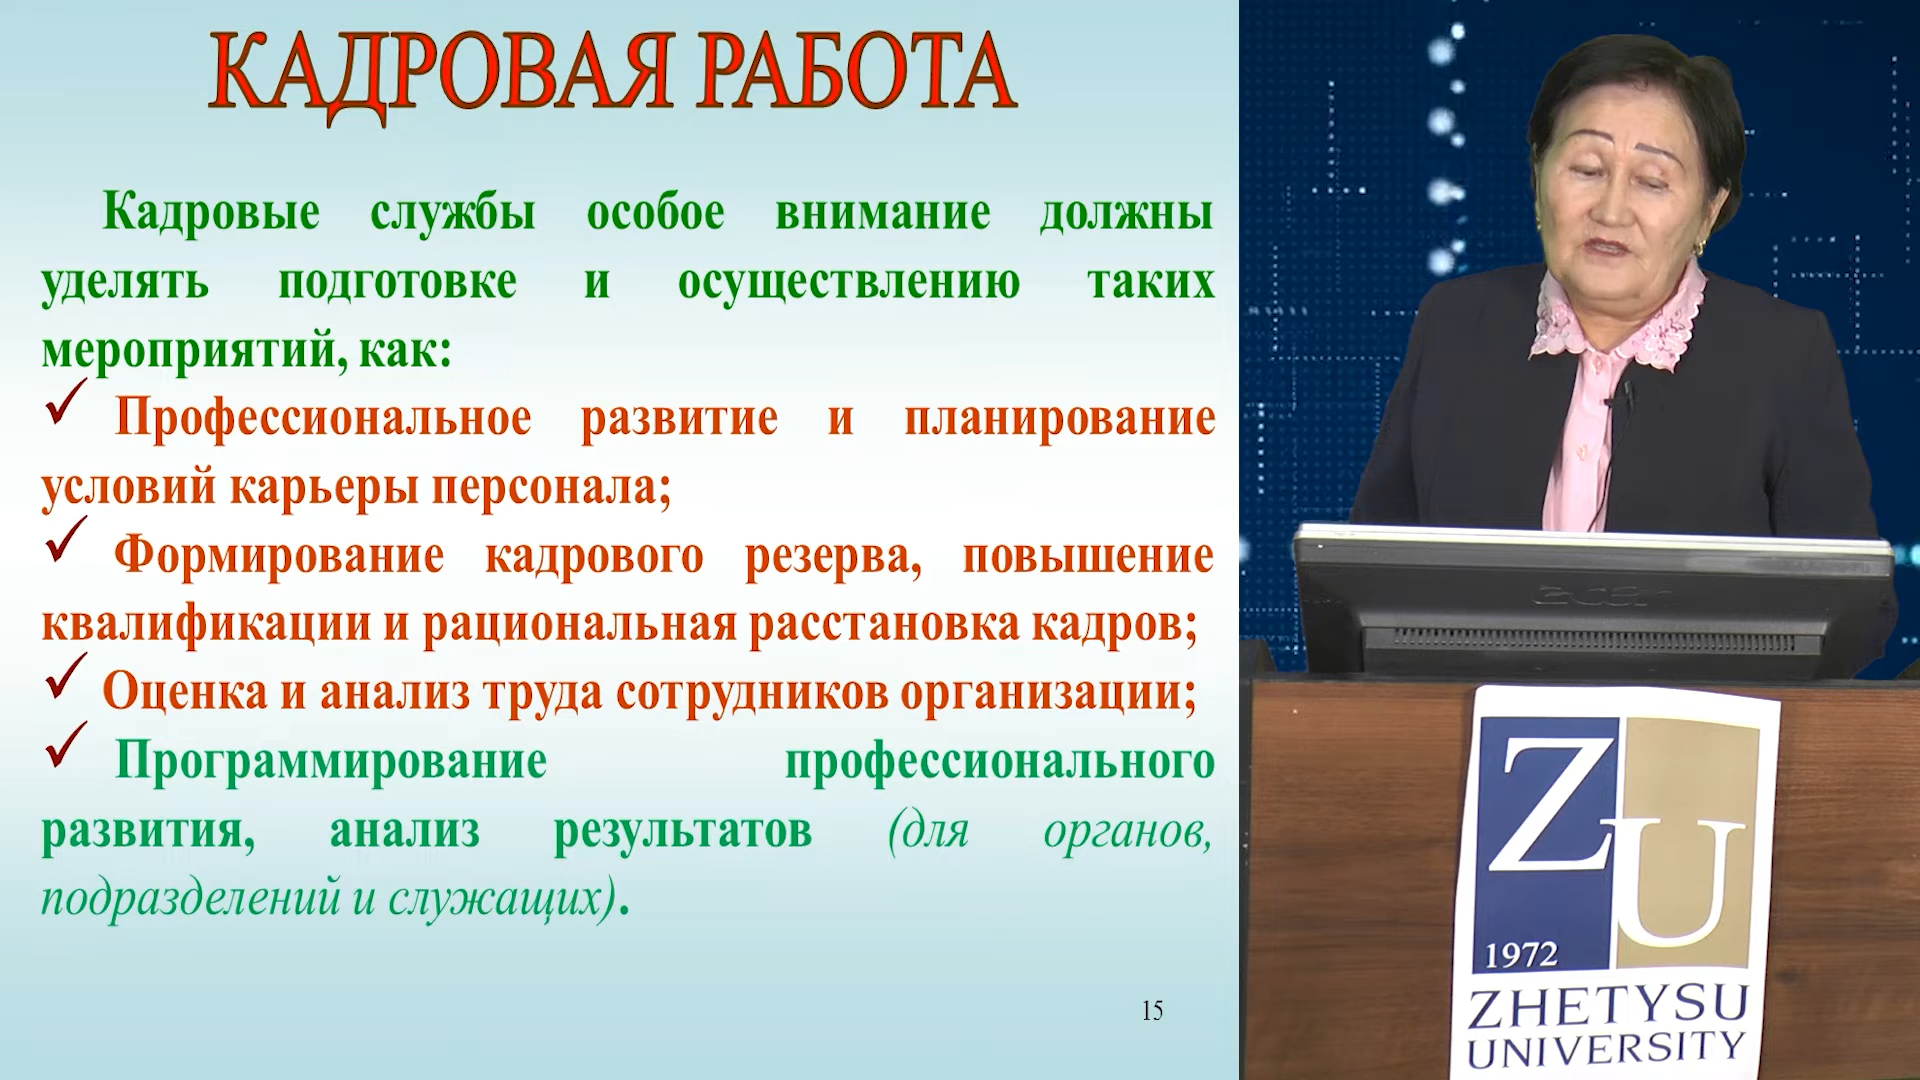 КАДРОВАЯ РАБОТА
Кадровые службы особое внимание должны
уделять подготовке и осуществлению таких
мероприятий, как:
✓ Профессиональное развитие и планирование
условий карьеры персонала;
✓ Формирование кадрового резерва, повышение
квалификации и рациональная расстановка кадров;
✓ Оценка и анализ труда сотрудников организации;
✓ Программирование профессионального
развития, анализ результатов (для органов,
подразделений и служащих).
15
acer
ZU
1972
ZHETYSU
UNIVERSITY